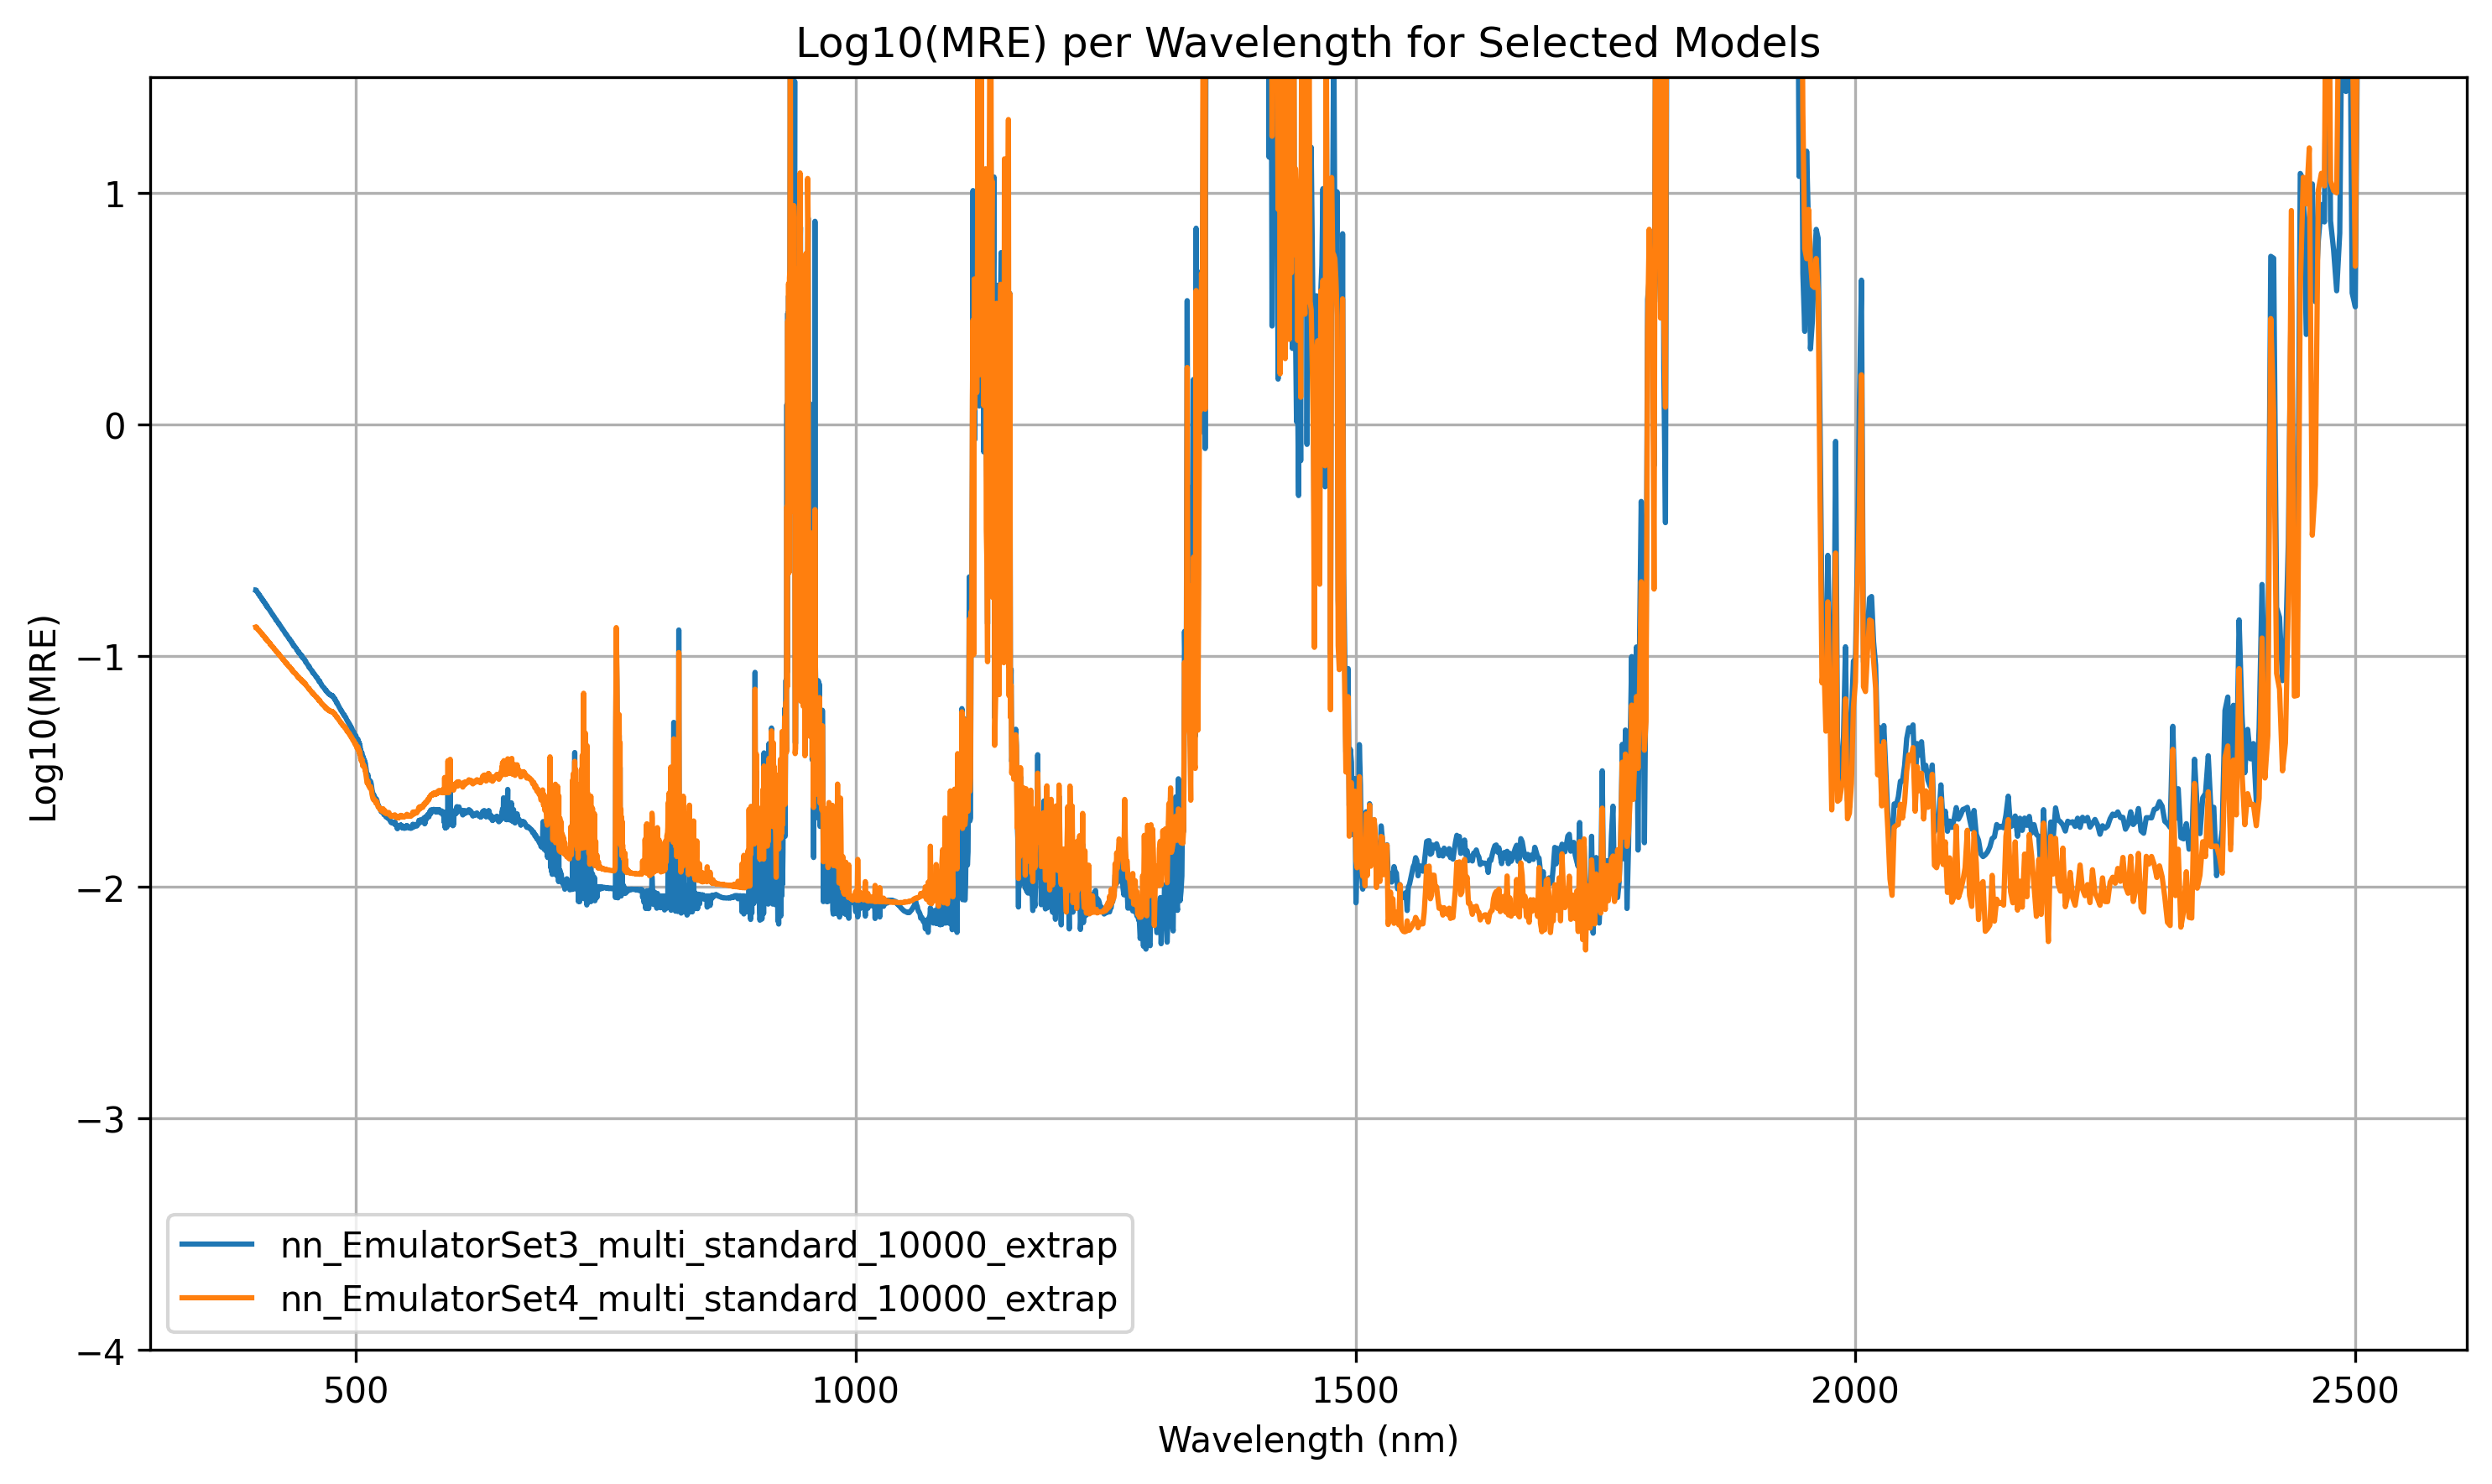 Log10(MRE) per Wavelength for Selected Models
Log10(MRE)
1
0
−1
−2
−3
−4
500
1000
1500
2000
2500
Wavelength (nm)
nn_EmulatorSet3_multi_standard_10000_extrap
nn_EmulatorSet4_multi_standard_10000_extrap